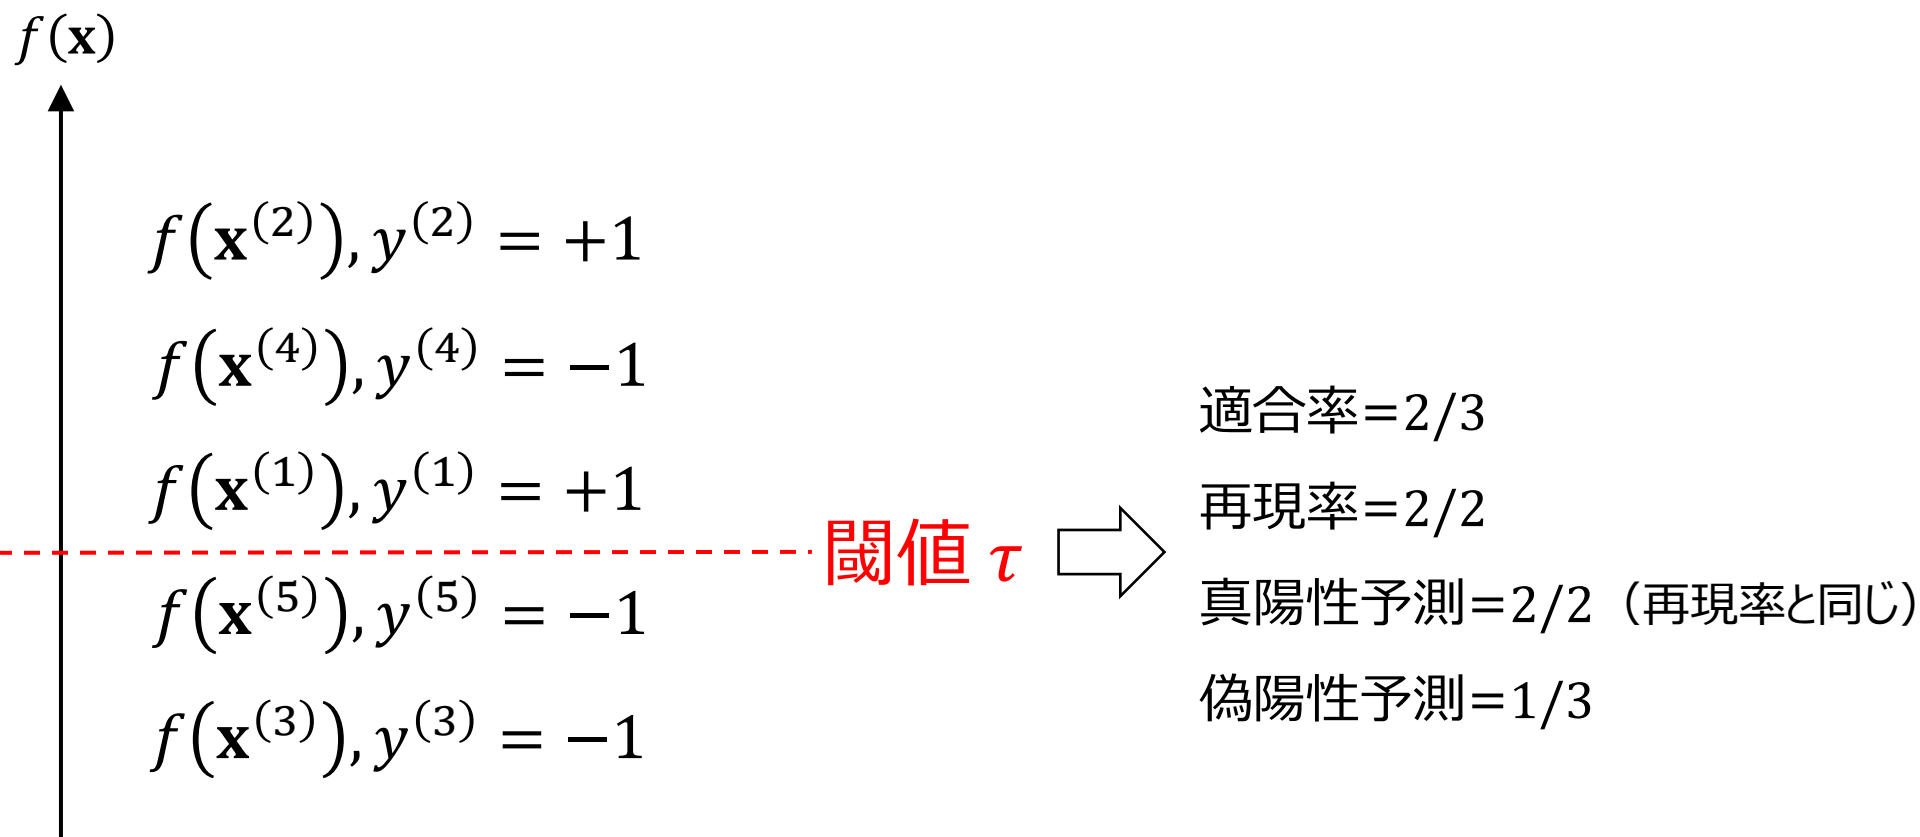 f(x)
f(x⁽²⁾), y⁽²⁾ = +1
f(x⁽⁴⁾), y⁽⁴⁾ = −1
f(x⁽¹⁾), y⁽¹⁾ = +1
閾値 τ
f(x⁽⁵⁾), y⁽⁵⁾ = −1
f(x⁽³⁾), y⁽³⁾ = −1
適合率=2/3
再現率=2/2
真陽性予測=2/2（再現率と同じ）
偽陽性予測=1/3